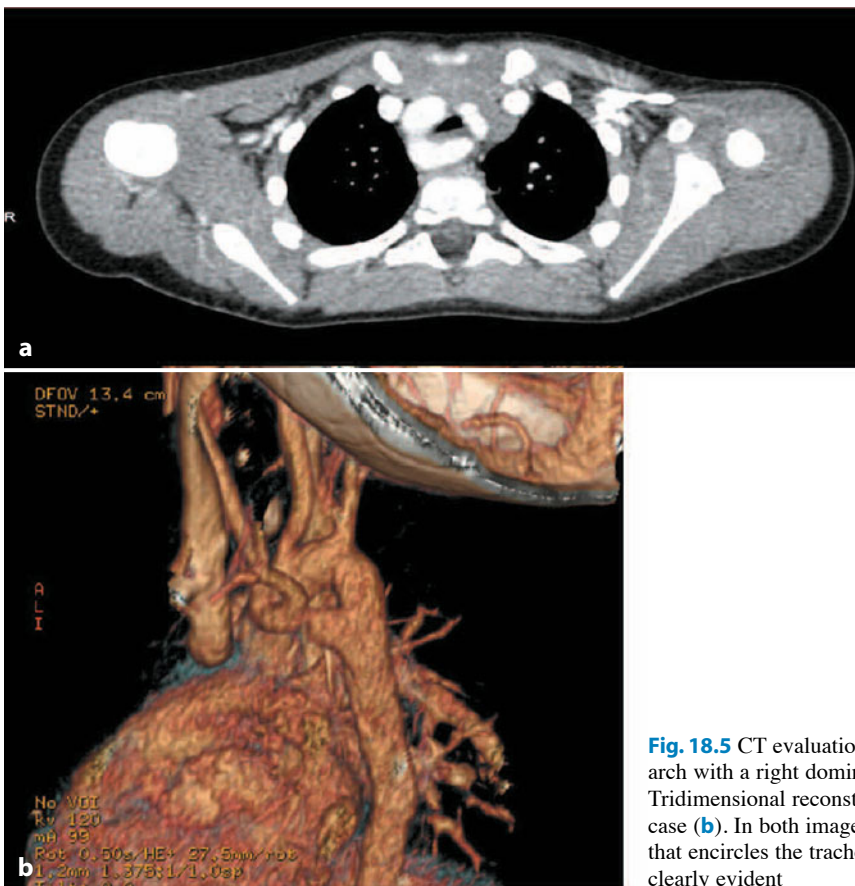 R
a
DFOV 13.4 cm
STND/+
A
L
I
No VOI
Kv 120
mA 99
Rot 0.50s/HE+ 27.5mm/rot
1.2mm 1.375:1/1.0sp
b
Fig. 18.5 CT evaluatio
arch with a right domin
Tridimensional reconst
case (b). In both image
that encircles the trache
clearly evident